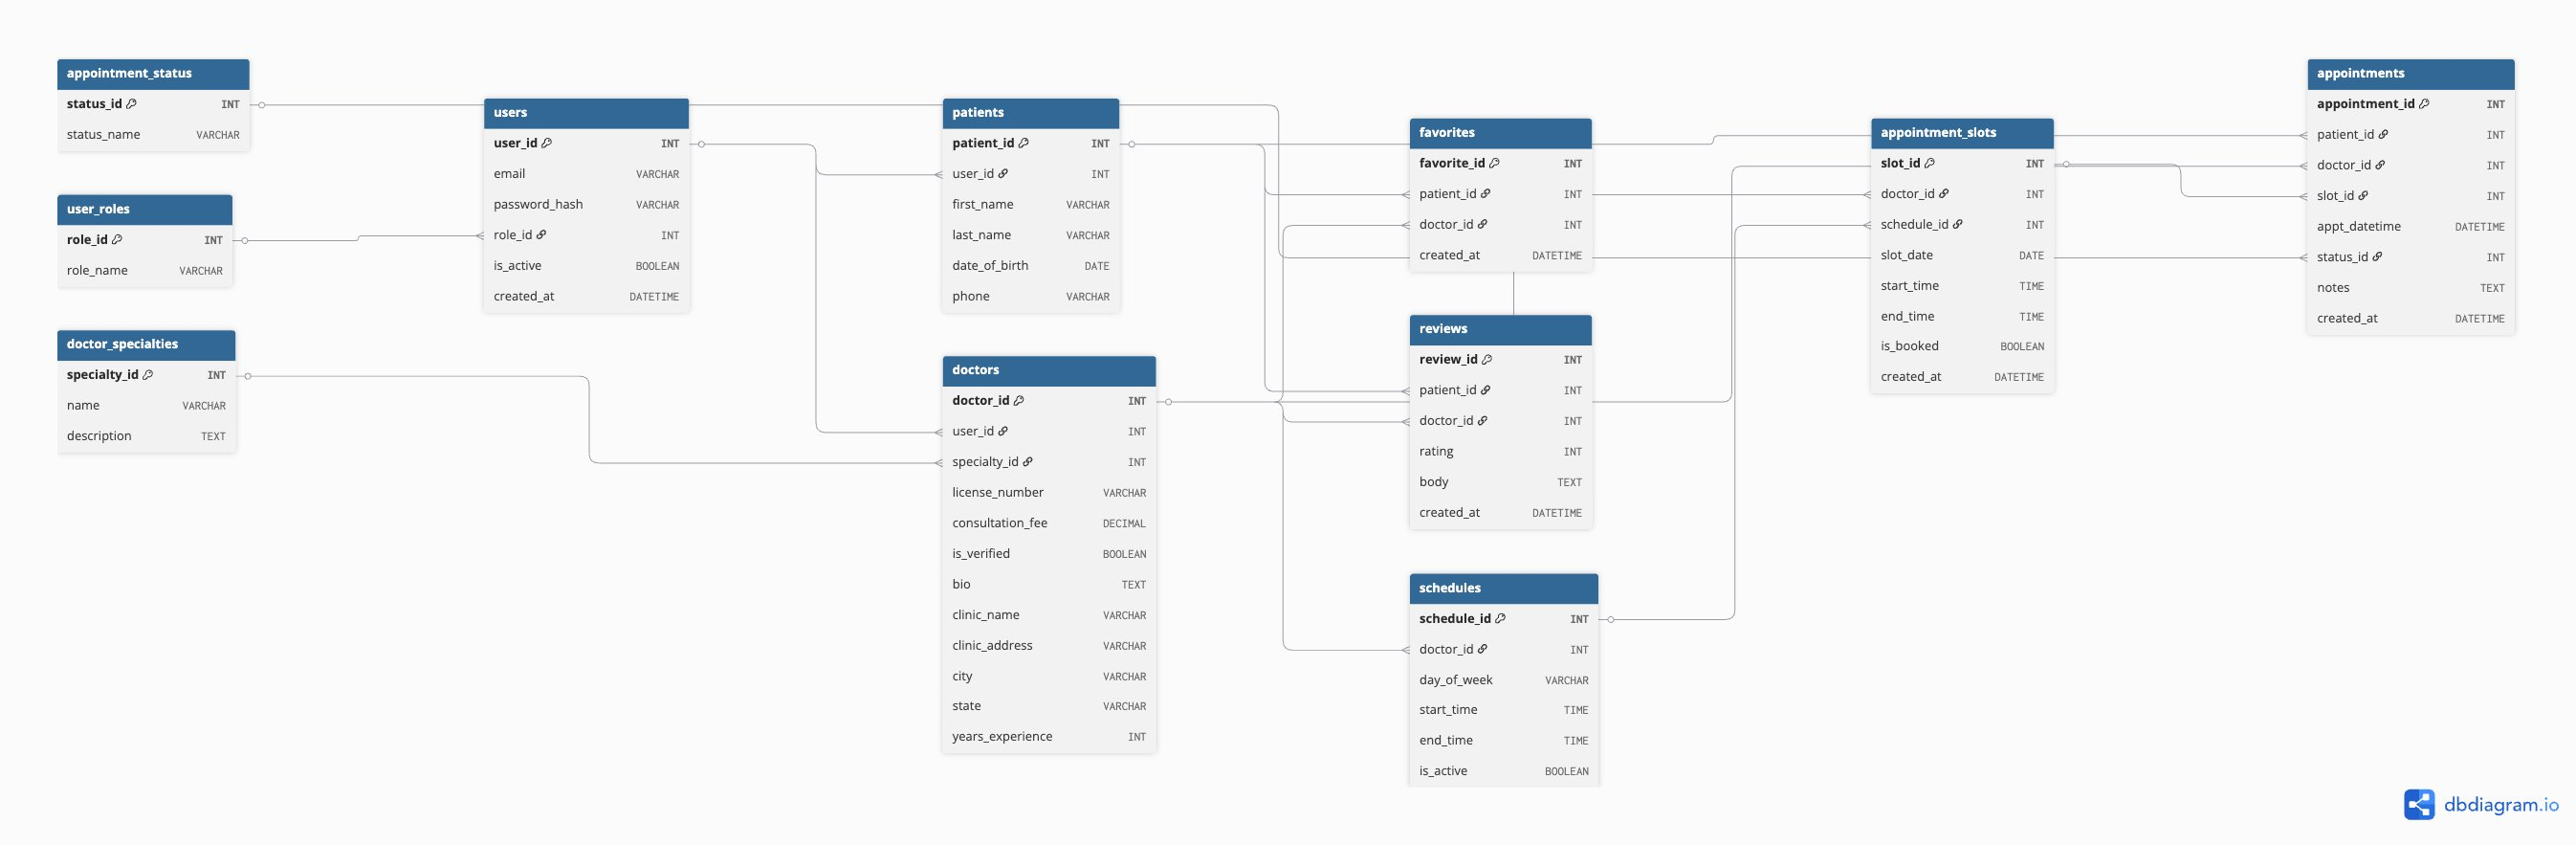 appointment_status
status_id INT
status_name VARCHAR
user_roles
role_id INT
role_name VARCHAR
doctor_specialties
specialty_id INT
name VARCHAR
description TEXT
users
user_id INT
email VARCHAR
password_hash VARCHAR
role_id INT
is_active BOOLEAN
created_at DATETIME
patients
patient_id INT
user_id INT
first_name VARCHAR
last_name VARCHAR
date_of_birth DATE
phone VARCHAR
doctors
doctor_id INT
user_id INT
specialty_id INT
license_number VARCHAR
consultation_fee DECIMAL
is_verified BOOLEAN
bio TEXT
clinic_name VARCHAR
clinic_address VARCHAR
city VARCHAR
state VARCHAR
years_experience INT
favorites
favorite_id INT
patient_id INT
doctor_id INT
created_at DATETIME
reviews
review_id INT
patient_id INT
doctor_id INT
rating INT
body TEXT
created_at DATETIME
schedules
schedule_id INT
doctor_id INT
day_of_week VARCHAR
start_time TIME
end_time TIME
is_active BOOLEAN
appointment_slots
slot_id INT
doctor_id INT
schedule_id INT
slot_date DATE
start_time TIME
end_time TIME
is_booked BOOLEAN
created_at DATETIME
appointments
appointment_id INT
patient_id INT
doctor_id INT
slot_id INT
appt_datetime DATETIME
status_id INT
notes TEXT
created_at DATETIME
dbdiagram.io